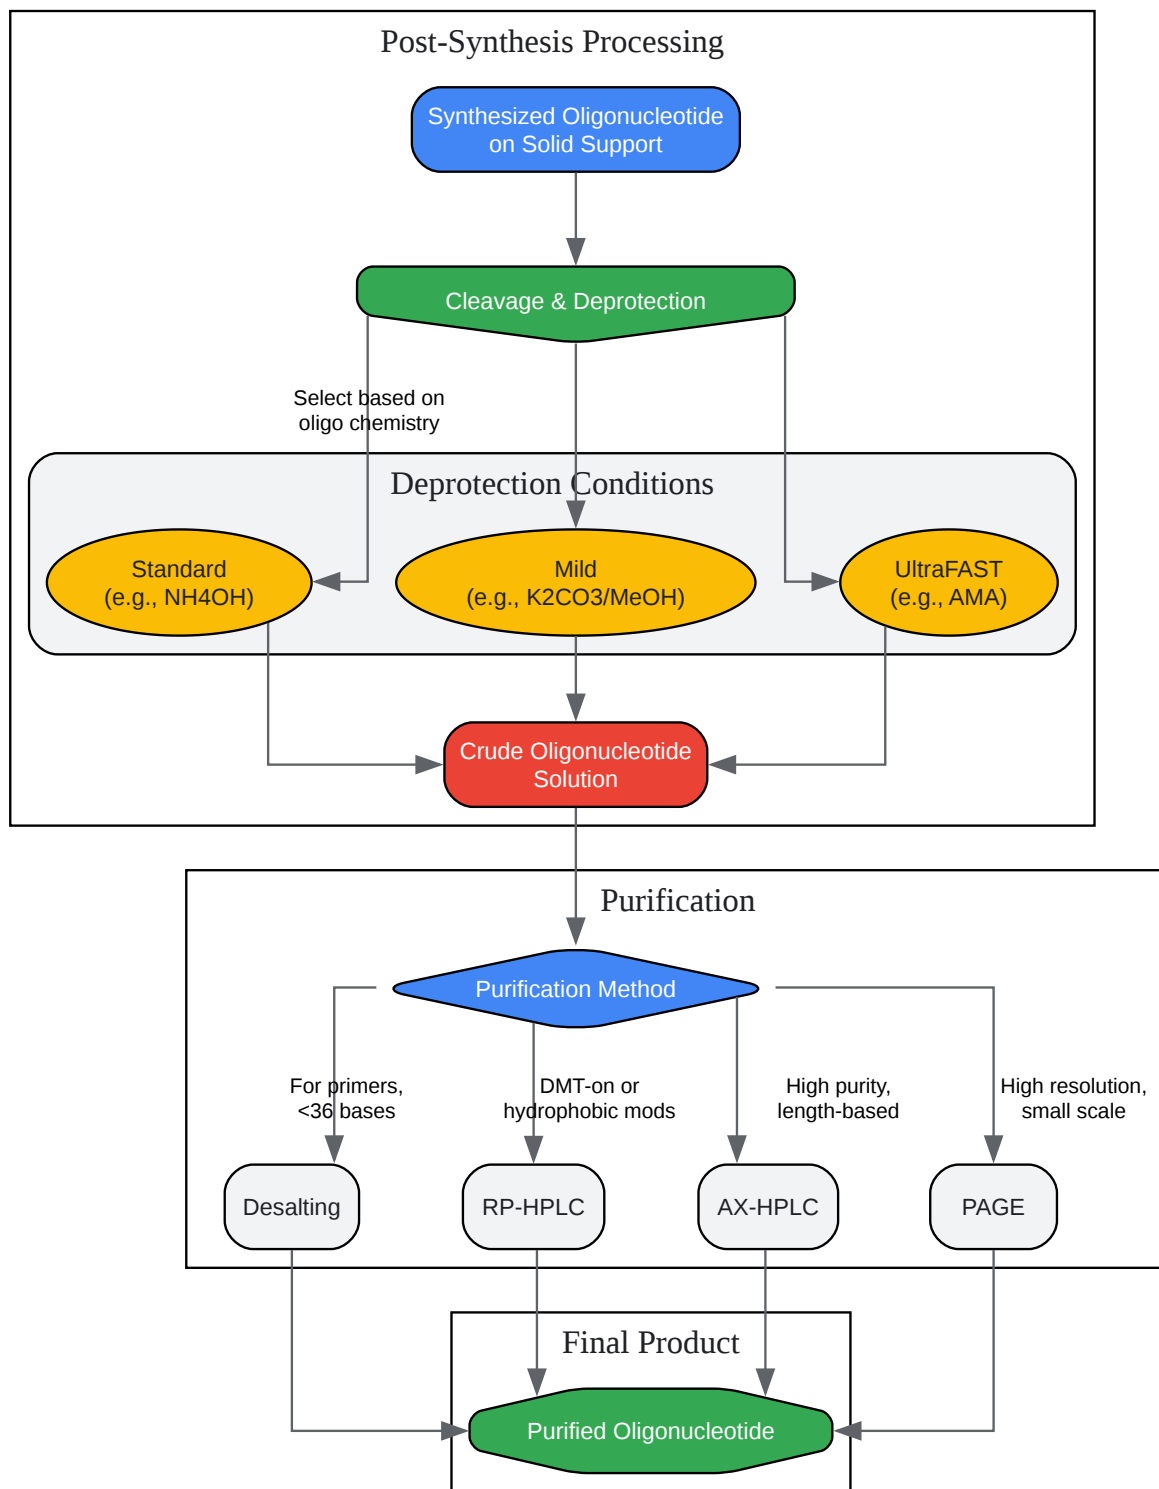 Post-Synthesis Processing
Synthesized Oligonucleotide
on Solid Support
Cleavage & Deprotection
Select based on
oligo chemistry
Deprotection Conditions
Standard
(e.g., NH4OH)
Mild
(e.g., K2CO3/MeOH)
UltraFAST
(e.g., AMA)
Crude Oligonucleotide
Solution
Purification
Purification Method
For primers,
<36 bases
DMT-on or
hydrophobic mods
High purity,
length-based
High resolution,
small scale
Desalting
RP-HPLC
AX-HPLC
PAGE
Final Product
Purified Oligonucleotide